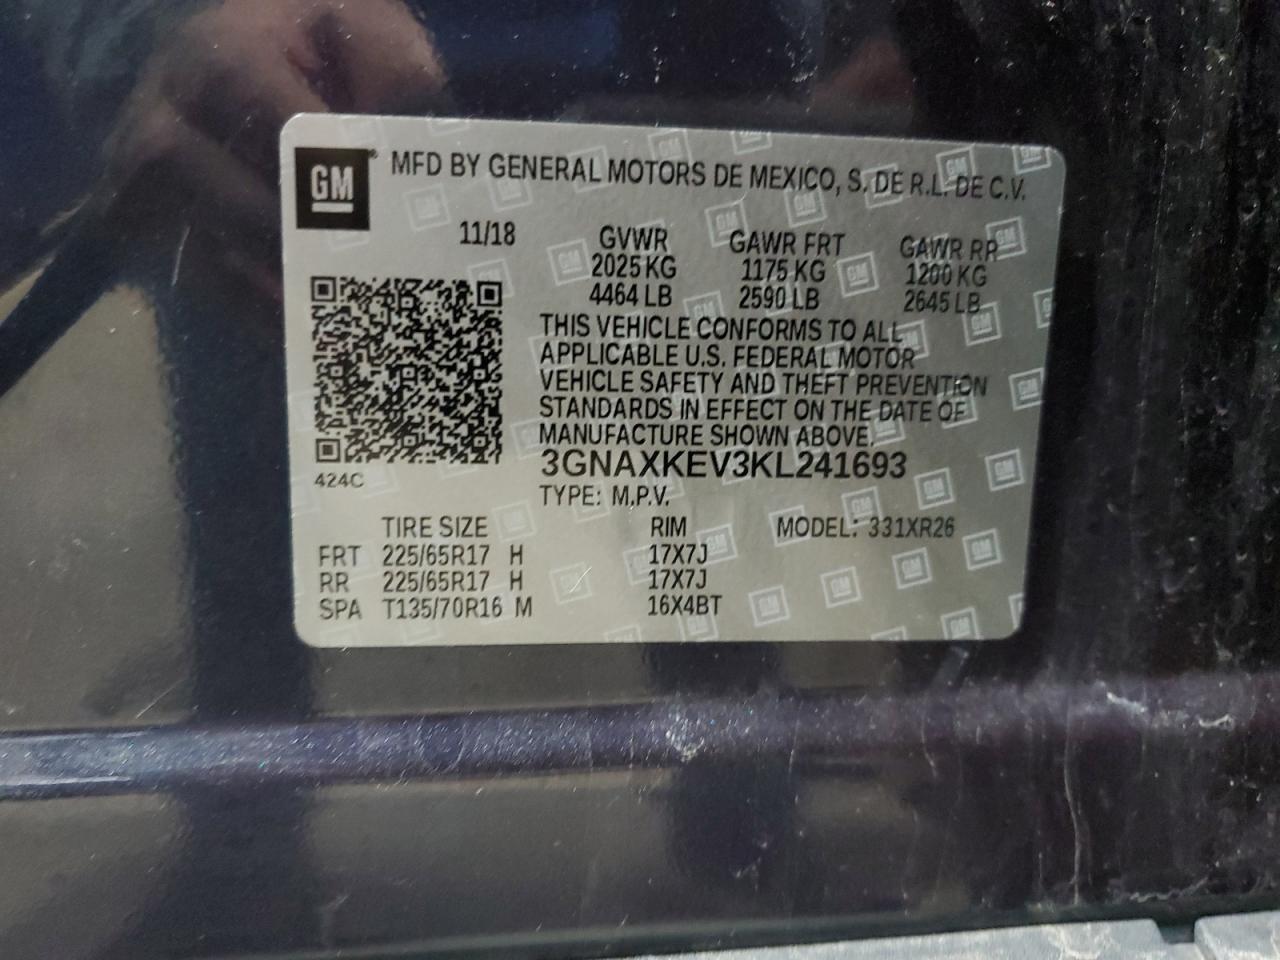 GM
MFD BY GENERAL MOTORS DE MEXICO, S. DE R.L. DE C.V.
11/18 GVWR GAWR FRT GAWR RR
2025 KG 1175 KG 1200 KG
4464 LB 2590 LB 2645 LB
THIS VEHICLE CONFORMS TO ALL
APPLICABLE U.S. FEDERAL MOTOR
VEHICLE SAFETY AND THEFT PREVENTION
STANDARDS IN EFFECT ON THE DATE OF
MANUFACTURE SHOWN ABOVE.
3GNAXKEV3KL241693
424C
TYPE: M.P.V.
TIRE SIZE RIM MODEL: 331XR26
FRT 225/65R17 H 17X7J
RR 225/65R17 H 17X7J
SPA T135/70R16 M 16X4BT